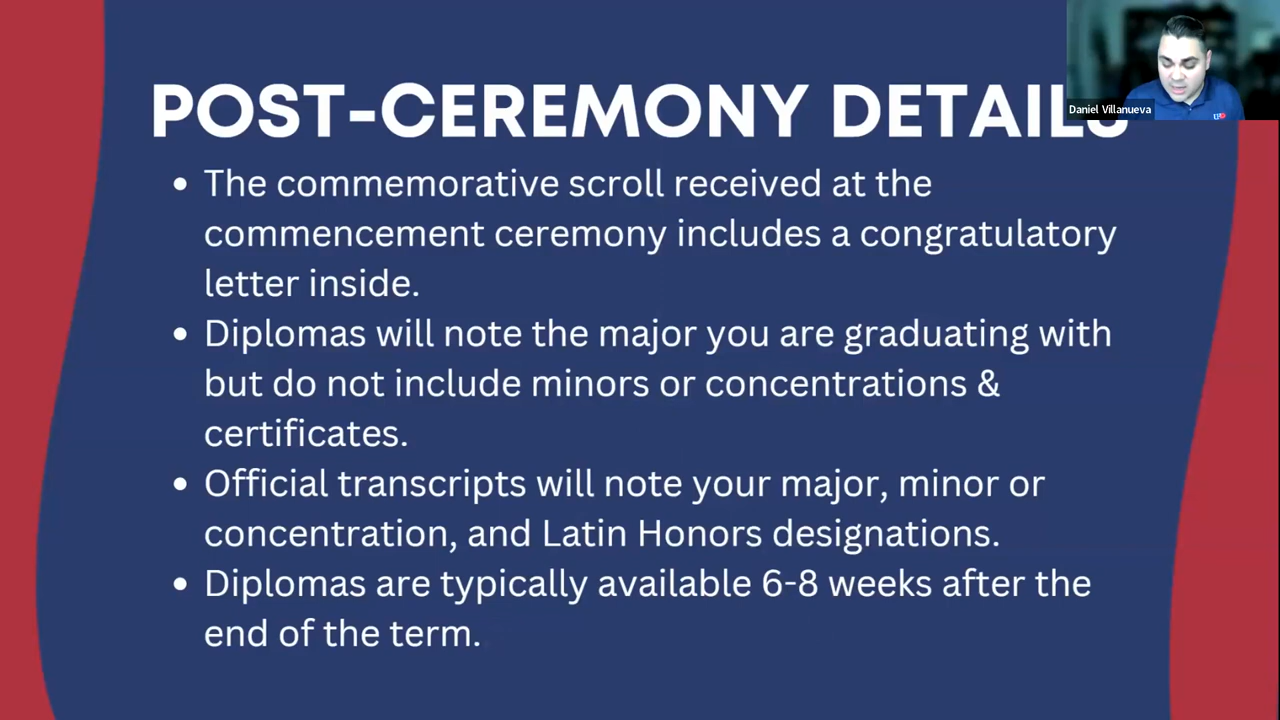 POST-CEREMONY DETAILS
Daniel Villanueva
• The commemorative scroll received at the
commencement ceremony includes a congratulatory
letter inside.
• Diplomas will note the major you are graduating with
but do not include minors or concentrations &
certificates.
• Official transcripts will note your major, minor or
concentration, and Latin Honors designations.
• Diplomas are typically available 6-8 weeks after the
end of the term.